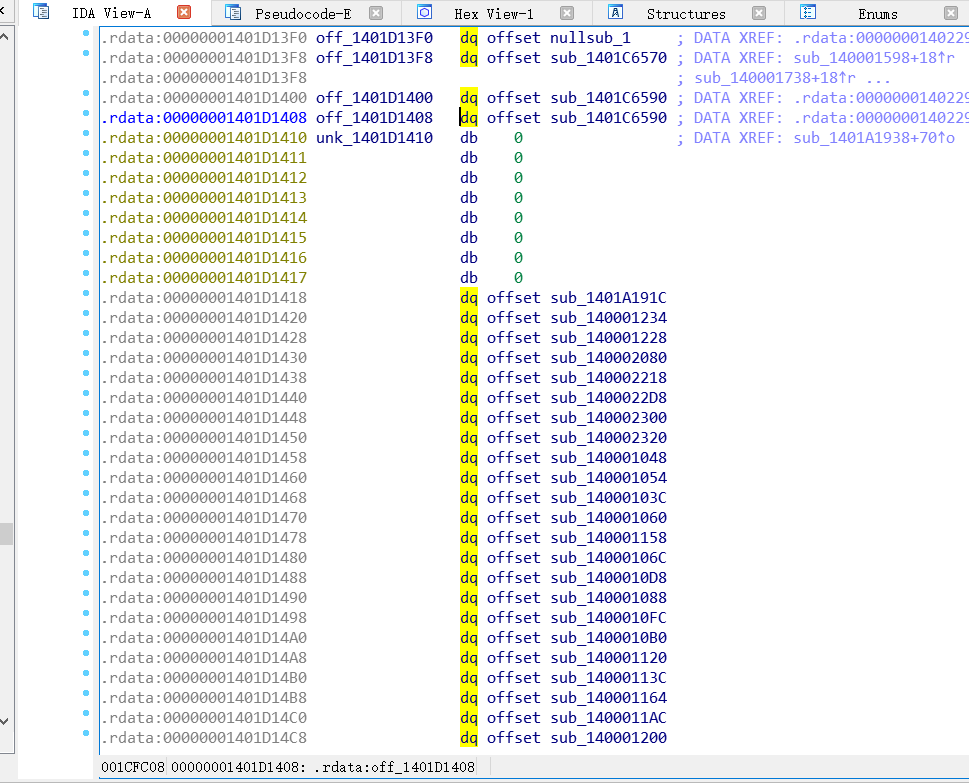 IDA View-A Pseudocode-E Hex View-1 Structures Enums
.rdata:00000001401D13F0 off_1401D13F0 dq offset nullsub_1 ; DATA XREF: .rdata:000000014​0229
.rdata:00000001401D13F8 off_1401D13F8 dq offset sub_1401C6570 ; DATA XREF: sub_140001598+18↑r
.rdata:00000001401D13F8 ; sub_140001738+18↑r ...
.rdata:00000001401D1400 off_1401D1400 dq offset sub_1401C6590 ; DATA XREF: .rdata:0000000140229
.rdata:00000001401D1408 off_1401D1408 dq offset sub_1401C6590 ; DATA XREF: .rdata:0000000140229
.rdata:00000001401D1410 unk_1401D1410 db 0 ; DATA XREF: sub_1401A1938+70↑o
.rdata:00000001401D1411 db 0
.rdata:00000001401D1412 db 0
.rdata:00000001401D1413 db 0
.rdata:00000001401D1414 db 0
.rdata:00000001401D1415 db 0
.rdata:00000001401D1416 db 0
.rdata:00000001401D1417 db 0
.rdata:00000001401D1418 dq offset sub_1401A191C
.rdata:00000001401D1420 dq offset sub_140001234
.rdata:00000001401D1428 dq offset sub_140001228
.rdata:00000001401D1430 dq offset sub_140002080
.rdata:00000001401D1438 dq offset sub_140002218
.rdata:00000001401D1440 dq offset sub_1400022D8
.rdata:00000001401D1448 dq offset sub_140002300
.rdata:00000001401D1450 dq offset sub_140002320
.rdata:00000001401D1458 dq offset sub_140001048
.rdata:00000001401D1460 dq offset sub_140001054
.rdata:00000001401D1468 dq offset sub_14000103C
.rdata:00000001401D1470 dq offset sub_140001060
.rdata:00000001401D1478 dq offset sub_140001158
.rdata:00000001401D1480 dq offset sub_14000106C
.rdata:00000001401D1488 dq offset sub_1400010D8
.rdata:00000001401D1490 dq offset sub_140001088
.rdata:00000001401D1498 dq offset sub_1400010FC
.rdata:00000001401D14A0 dq offset sub_1400010B0
.rdata:00000001401D14A8 dq offset sub_140001120
.rdata:00000001401D14B0 dq offset sub_14000113C
.rdata:00000001401D14B8 dq offset sub_140001164
.rdata:00000001401D14C0 dq offset sub_1400011AC
.rdata:00000001401D14C8 dq offset sub_140001200
001CFC08 00000001401D1408: .rdata:off_1401D1408